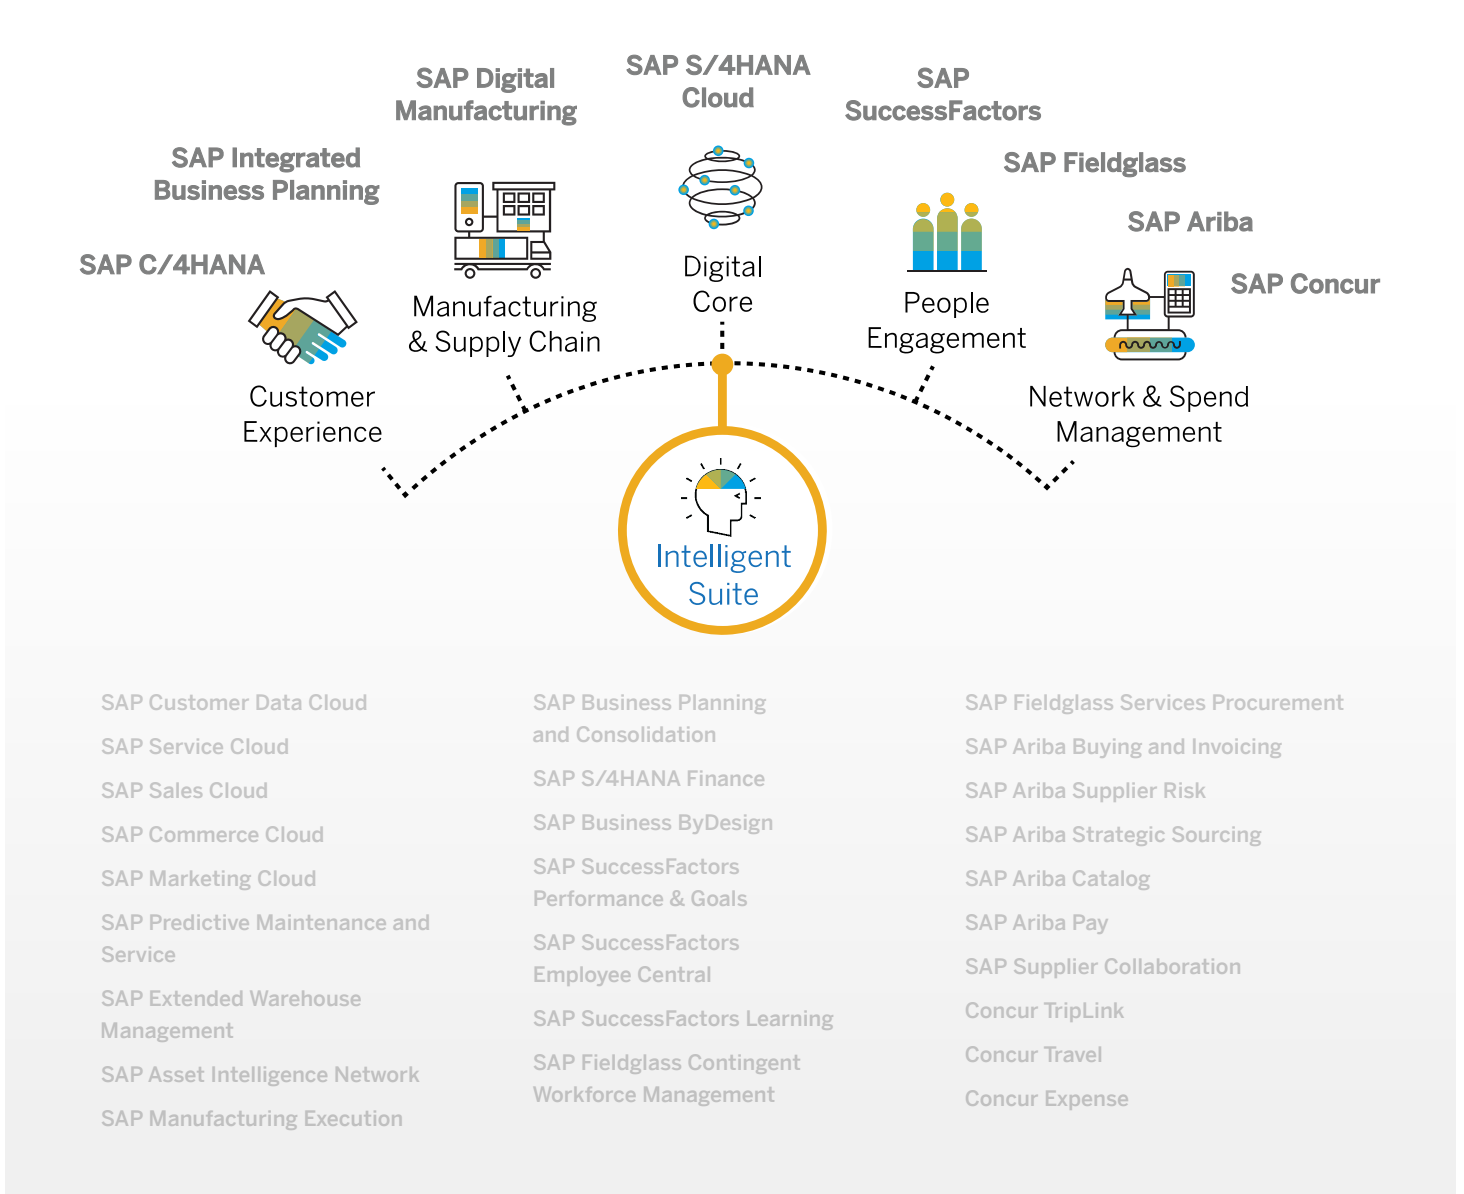 SAP S/4HANA
Cloud
SAP Digital
Manufacturing
SAP
SuccessFactors
SAP Integrated
Business Planning
SAP Fieldglass
SAP Ariba
SAP C/4HANA
SAP Concur
Customer
Experience
Manufacturing
& Supply Chain
Digital
Core
People
Engagement
Network & Spend
Management
Intelligent
Suite
SAP Customer Data Cloud
SAP Service Cloud
SAP Sales Cloud
SAP Commerce Cloud
SAP Marketing Cloud
SAP Predictive Maintenance and
Service
SAP Extended Warehouse
Management
SAP Asset Intelligence Network
SAP Manufacturing Execution
SAP Business Planning
and Consolidation
SAP S/4HANA Finance
SAP Business ByDesign
SAP SuccessFactors
Performance & Goals
SAP SuccessFactors
Employee Central
SAP SuccessFactors Learning
SAP Fieldglass Contingent
Workforce Management
SAP Fieldglass Services Procurement
SAP Ariba Buying and Invoicing
SAP Ariba Supplier Risk
SAP Ariba Strategic Sourcing
SAP Ariba Catalog
SAP Ariba Pay
SAP Supplier Collaboration
Concur TripLink
Concur Travel
Concur Expense